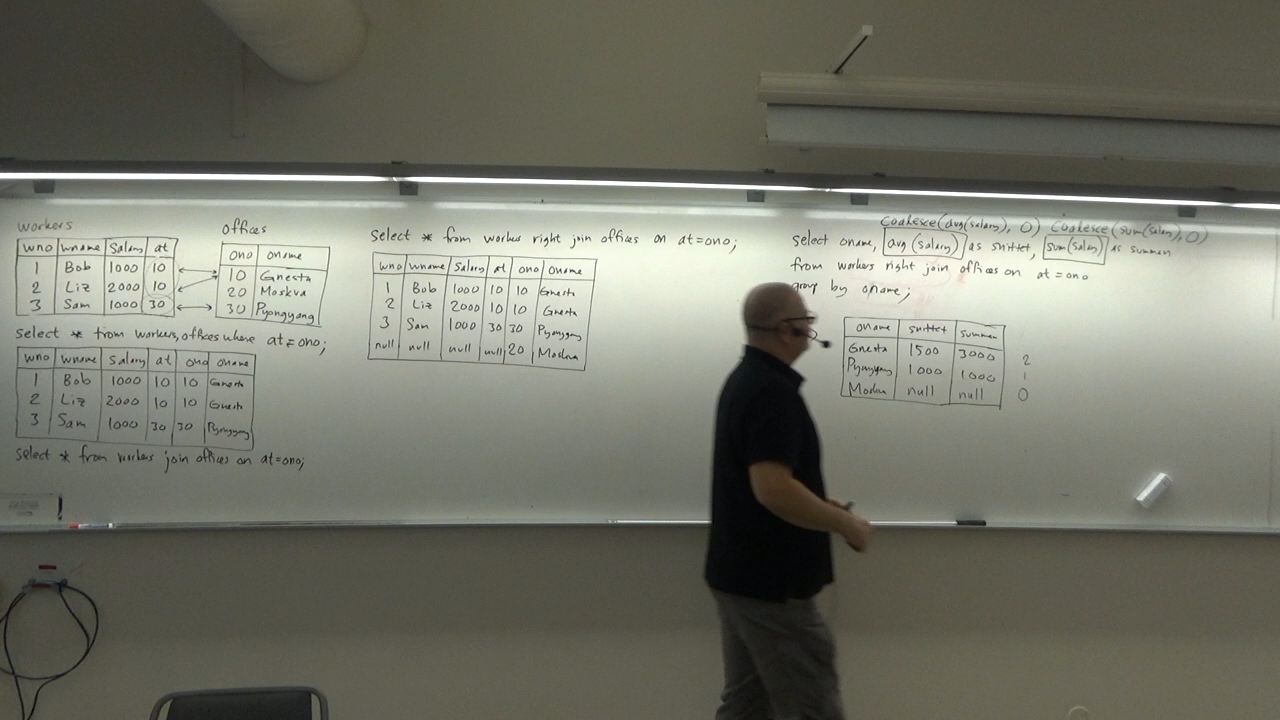 workers
wno wname salary at
1 Bob 1000 10
2 Liz 2000 10
3 Sam 1000 30
offices
ono oname
10 Gnesta
20 Moskva
30 Pyongyang
select * from workers, offices where at=ono;
wno wname salary at ono oname
1 Bob 1000 10 10 Gnesta
2 Liz 2000 10 10 Gnesta
3 Sam 1000 30 30 Pyongyang
select * from workers join offices on at=ono;
select * from workers right join offices on at=ono;
wno wname salary at ono oname
1 Bob 1000 10 10 Gnesta
2 Liz 2000 10 10 Gnesta
3 Sam 1000 30 30 Pyongyang
null null null null 20 Moskva
coalesce(avg(salary), 0) coalesce(sum(salary), 0)
select oname, avg(salary) as snittet, sum(salary) as summan
from workers right join offices on at=ono
group by oname;
oname snittet summan
Gnesta 1500 3000 2
Pyongyang 1000 1000 1
Moskva null null 0